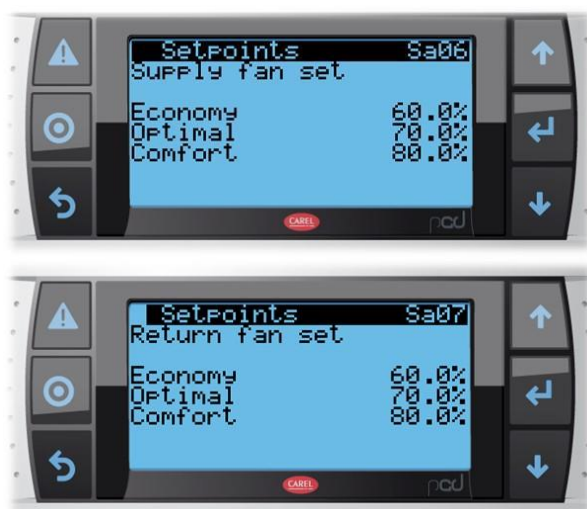 Setpoints Sa06
Supply fan set
Economy 60.0%
Optimal 70.0%
Comfort 80.0%
CAREL
pGD
Setpoints Sa07
Return fan set
Economy 60.0%
Optimal 70.0%
Comfort 80.0%
CAREL
pGD